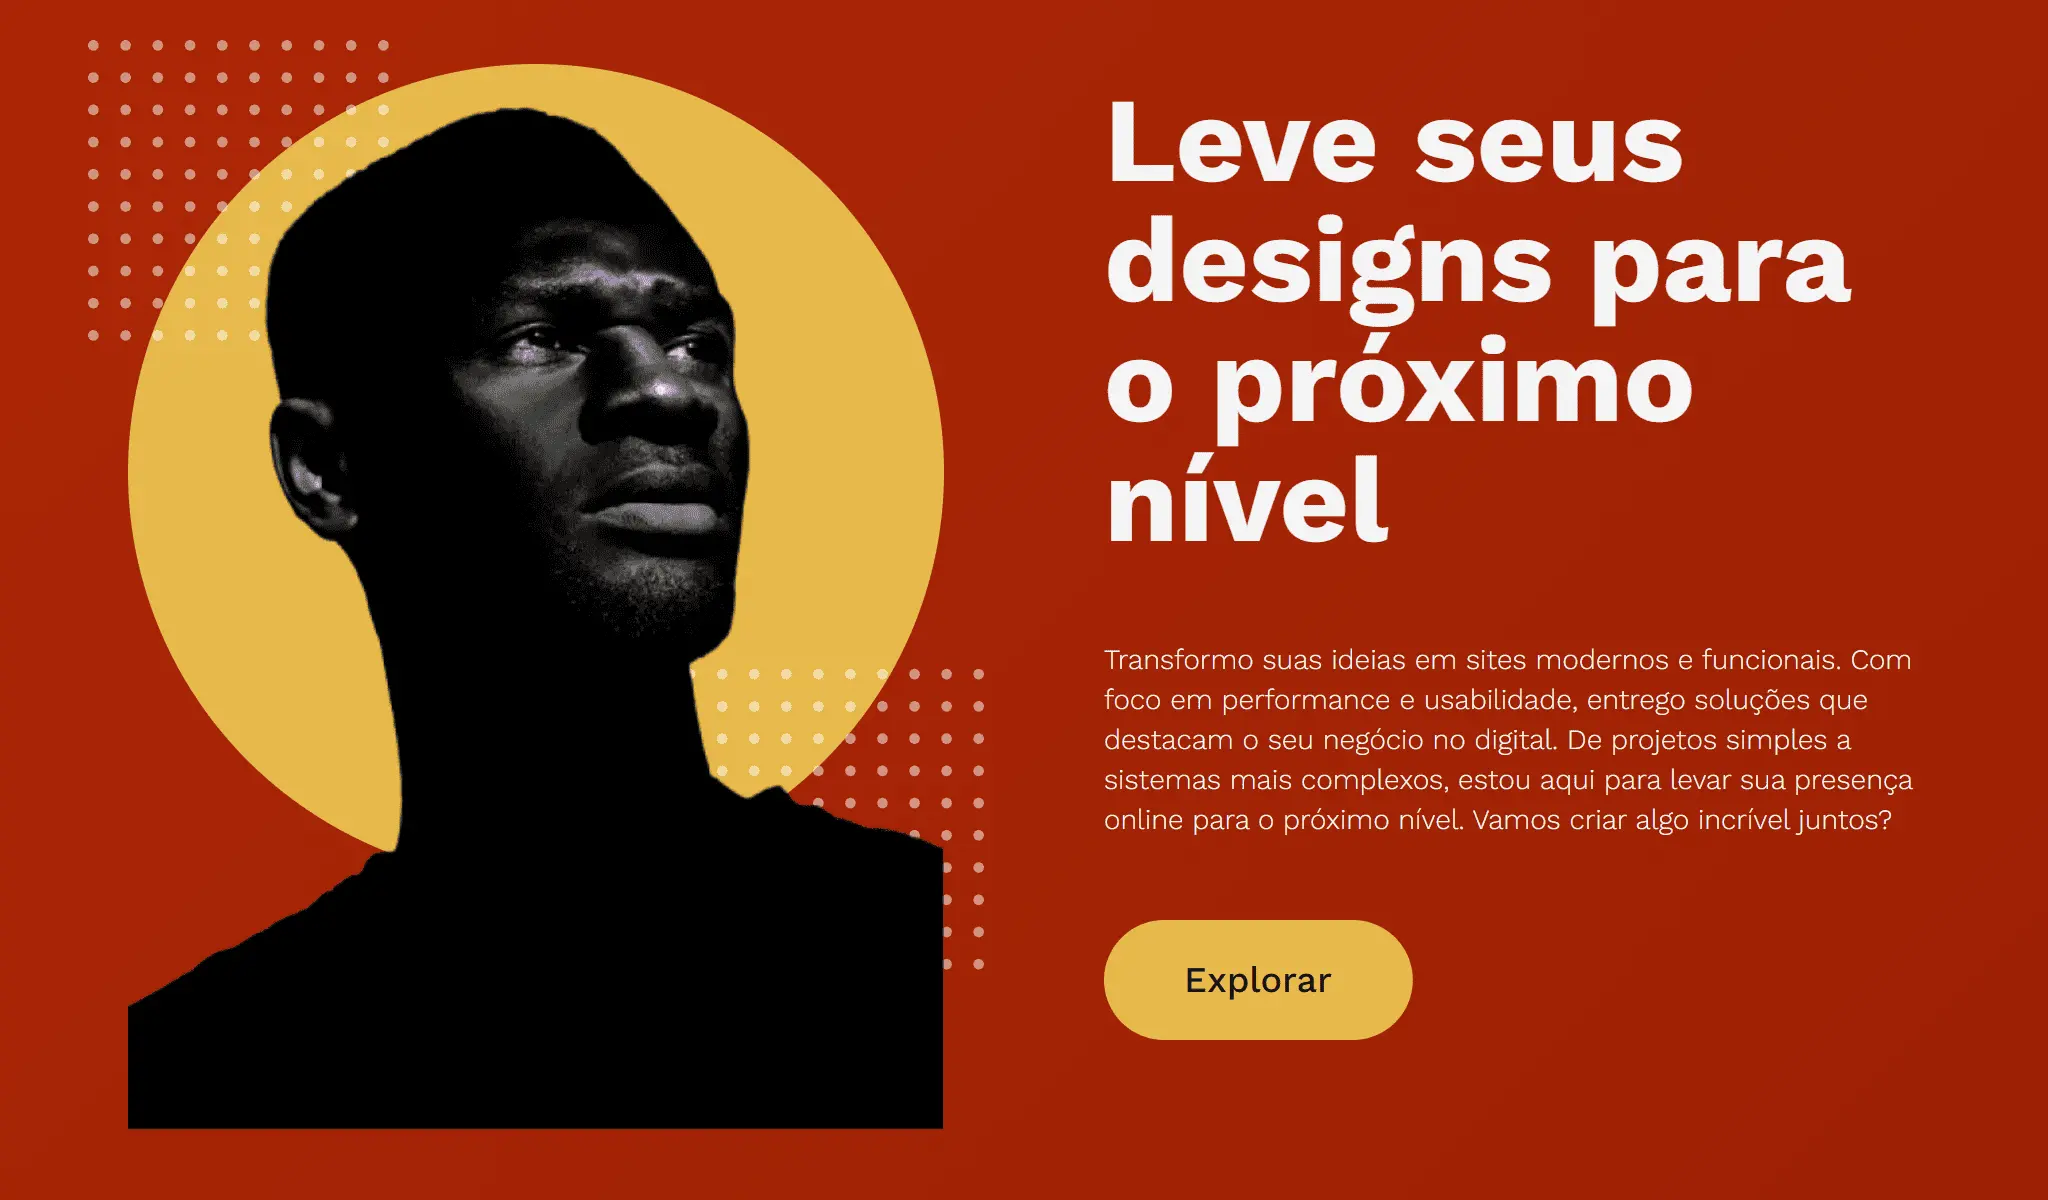 Leve seus
designs para
o próximo
nível
Transformo suas ideias em sites modernos e funcionais. Com
foco em performance e usabilidade, entrego soluções que
destacam o seu negócio no digital. De projetos simples a
sistemas mais complexos, estou aqui para levar sua presença
online para o próximo nível. Vamos criar algo incrível juntos?
Explorar